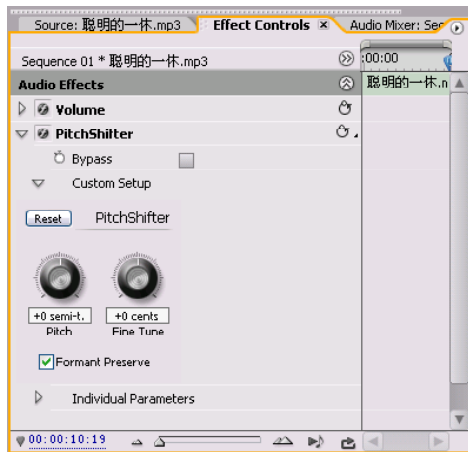 Source: 聪明的一休.mp3 Effect Controls Audio Mixer: Sec
Sequence 01 * 聪明的一休.mp3 :00:00
Audio Effects 聪明的一休.n
Volume
PitchShifter
Bypass
Custom Setup
Reset PitchShifter
+0 semi-t. +0 cents
Pitch Fine Tune
Formant Preserve
Individual Parameters
00:00:10:19